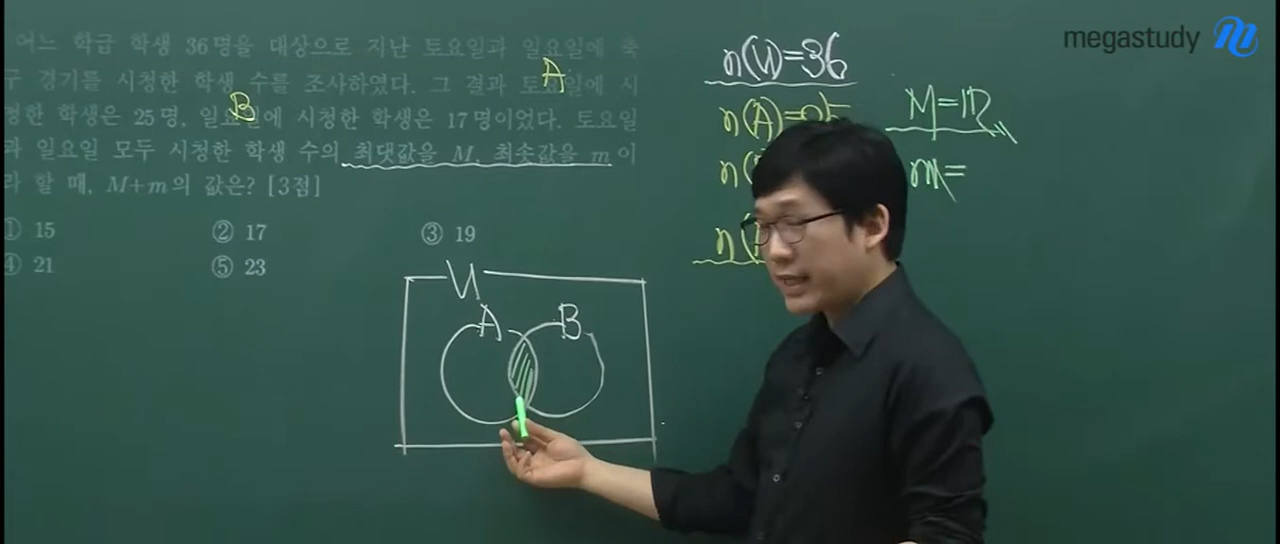 megastudy
어느 학급 학생 36명을 대상으로 지난 토요일과 일요일에 축
구 경기를 시청한 학생 수를 조사하였다. 그 결과 토요일에 시
청한 학생은 25명, 일요일에 시청한 학생은 17명이었다. 토요일
과 일요일 모두 시청한 학생 수의 최댓값을 M, 최솟값을 m이
라 할 때, M+m의 값은? [3점]
A
B
① 15 ② 17 ③ 19
④ 21 ⑤ 23
U
A B
n(U)=36
n(A)=25
n(
n(
M=17
m=